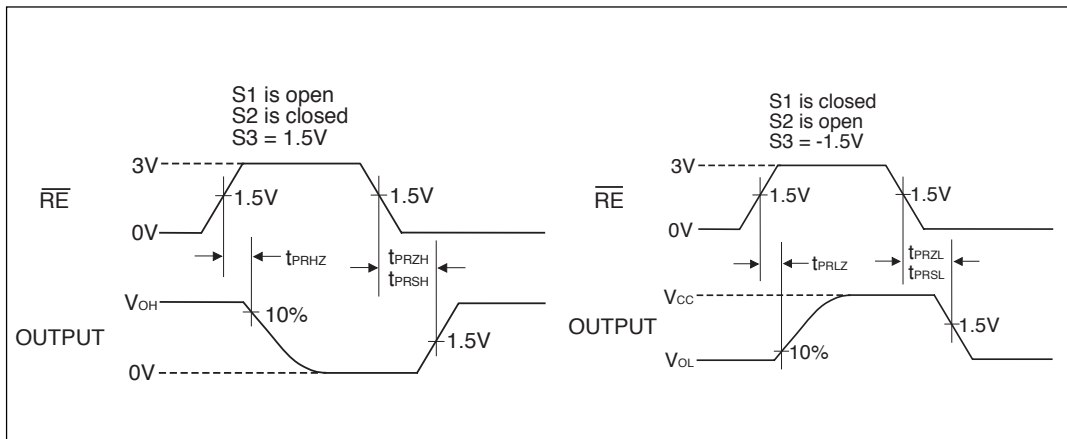 S1 is open
S2 is closed
S3 = 1.5V
3V
RE
1.5V
1.5V
0V
tPRHZ
tPRZH
tPRSH
VOH
10%
OUTPUT
1.5V
0V
S1 is closed
S2 is open
S3 = -1.5V
3V
RE
1.5V
1.5V
0V
tPRLZ
tPRZL
tPRSL
VCC
OUTPUT
1.5V
10%
VOL